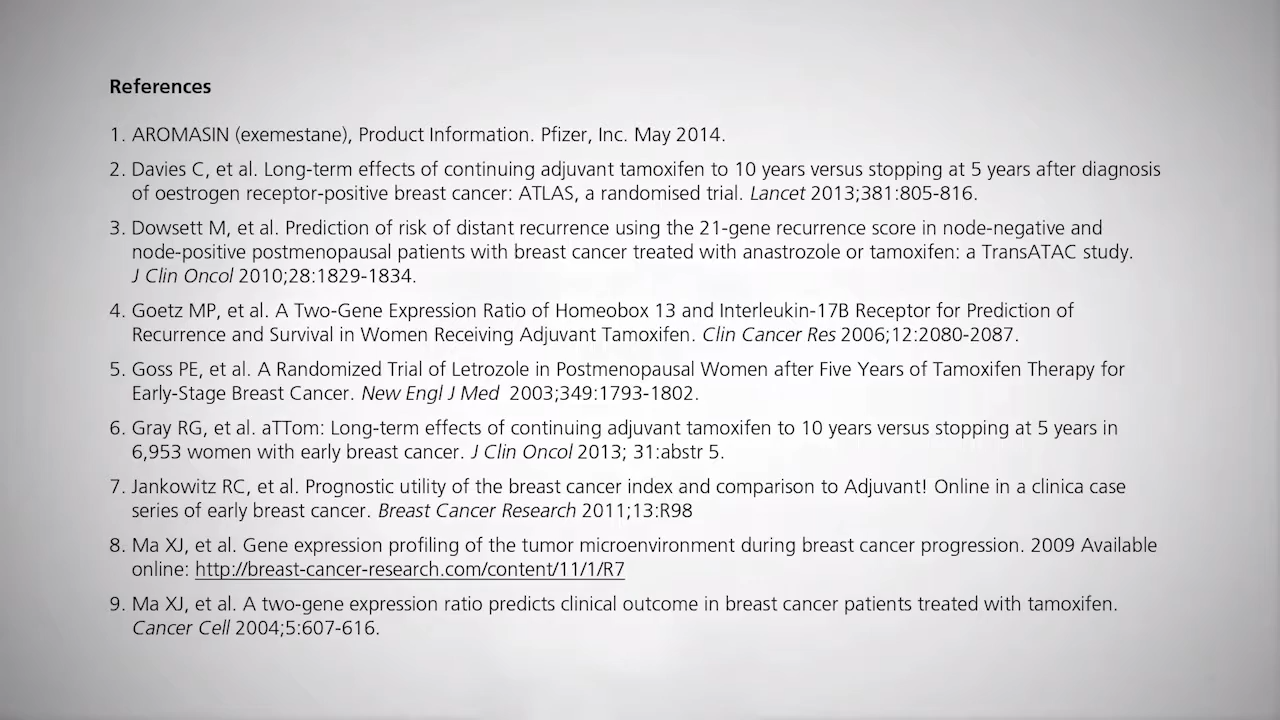 References
1. AROMASIN (exemestane), Product Information. Pfizer, Inc. May 2014.
2. Davies C, et al. Long-term effects of continuing adjuvant tamoxifen to 10 years versus stopping at 5 years after diagnosis
of oestrogen receptor-positive breast cancer: ATLAS, a randomised trial. Lancet 2013;381:805-816.
3. Dowsett M, et al. Prediction of risk of distant recurrence using the 21-gene recurrence score in node-negative and
node-positive postmenopausal patients with breast cancer treated with anastrozole or tamoxifen: a TransATAC study.
J Clin Oncol 2010;28:1829-1834.
4. Goetz MP, et al. A Two-Gene Expression Ratio of Homeobox 13 and Interleukin-17B Receptor for Prediction of
Recurrence and Survival in Women Receiving Adjuvant Tamoxifen. Clin Cancer Res 2006;12:2080-2087.
5. Goss PE, et al. A Randomized Trial of Letrozole in Postmenopausal Women after Five Years of Tamoxifen Therapy for
Early-Stage Breast Cancer. New Engl J Med 2003;349:1793-1802.
6. Gray RG, et al. aTTom: Long-term effects of continuing adjuvant tamoxifen to 10 years versus stopping at 5 years in
6,953 women with early breast cancer. J Clin Oncol 2013; 31:abstr 5.
7. Jankowitz RC, et al. Prognostic utility of the breast cancer index and comparison to Adjuvant! Online in a clinica case
series of early breast cancer. Breast Cancer Research 2011;13:R98
8. Ma XJ, et al. Gene expression profiling of the tumor microenvironment during breast cancer progression. 2009 Available
online: http://breast-cancer-research.com/content/11/1/R7
9. Ma XJ, et al. A two-gene expression ratio predicts clinical outcome in breast cancer patients treated with tamoxifen.
Cancer Cell 2004;5:607-616.